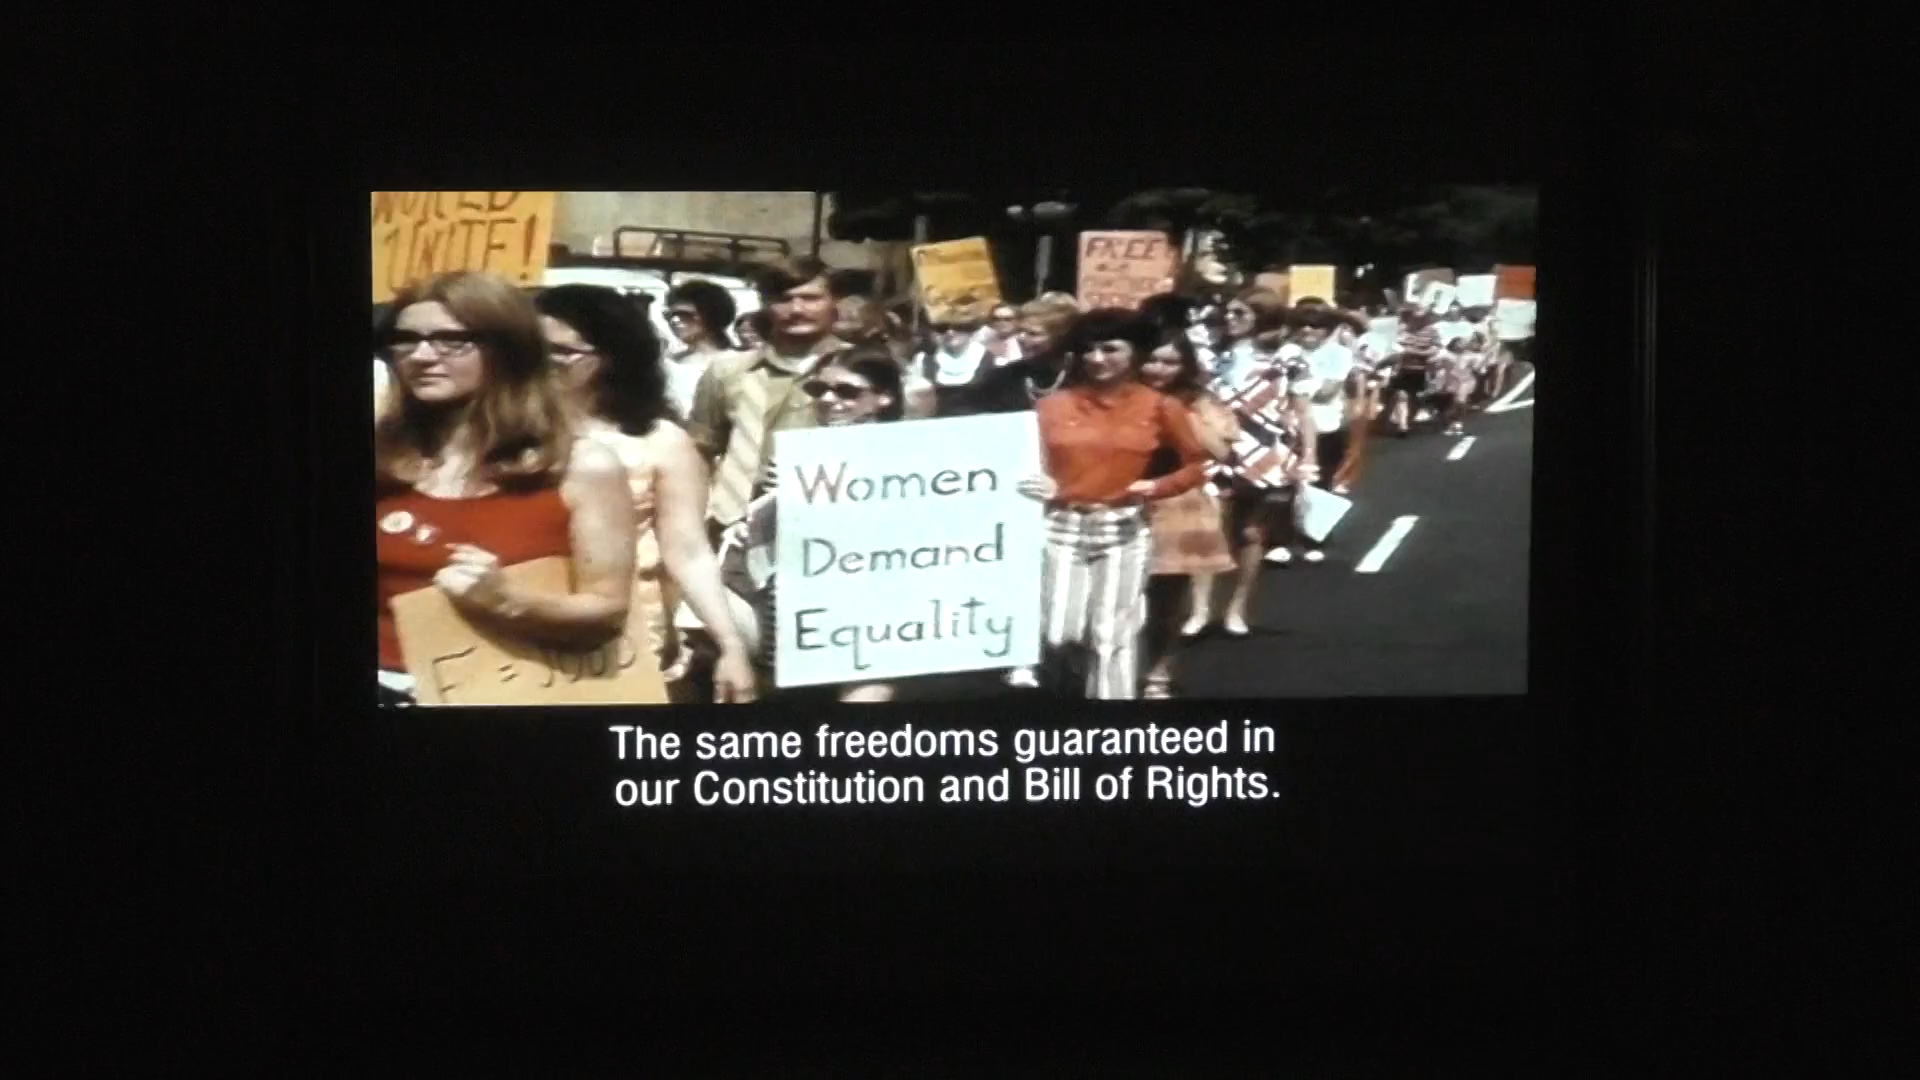 UNITE!
FREE
Women
Demand
Equality
The same freedoms guaranteed in
our Constitution and Bill of Rights.